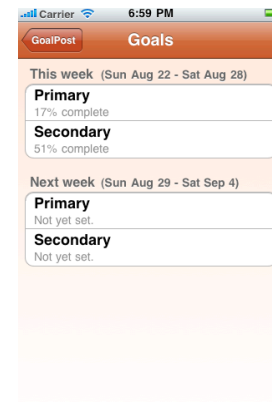 Carrier 6:59 PM
GoalPost Goals
This week (Sun Aug 22 - Sat Aug 28)
Primary
17% complete
Secondary
51% complete
Next week (Sun Aug 29 - Sat Sep 4)
Primary
Not yet set.
Secondary
Not yet set.